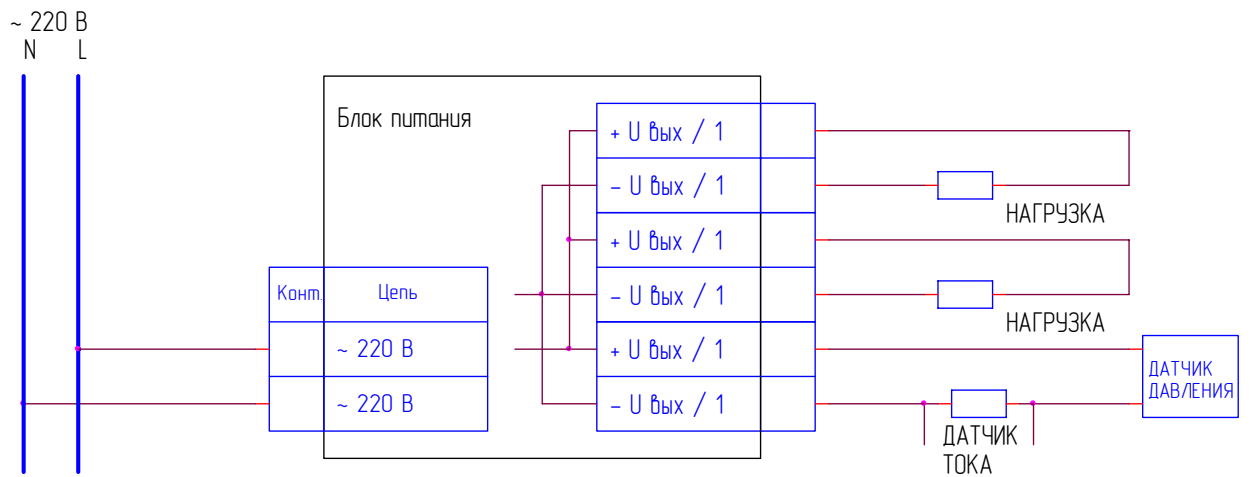 ~ 220 В
N L
Блок питания
+ U вых / 1
– U вых / 1
НАГРУЗКА
+ U вых / 1
– U вых / 1
НАГРУЗКА
+ U вых / 1
– U вых / 1
Конт. Цепь
~ 220 В
~ 220 В
ДАТЧИК
ДАВЛЕНИЯ
ДАТЧИК
ТОКА